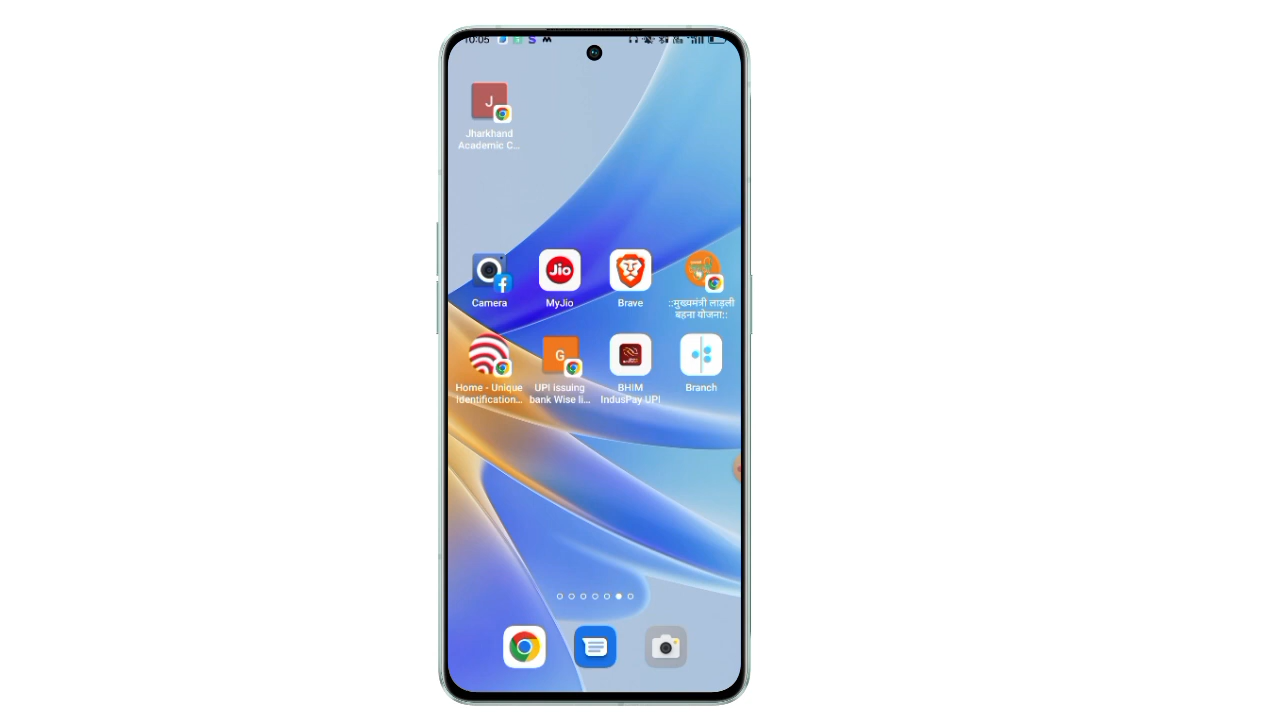 10:05
J
Jharkhand
Academic C...
Jio
Camera
MyJio
Brave
::मुख्यमंत्री लाड़ली
बहना योजना::
G
Home - Unique
Identification...
UPI issuing
bank Wise li...
BHIM
IndusPay UPI
Branch